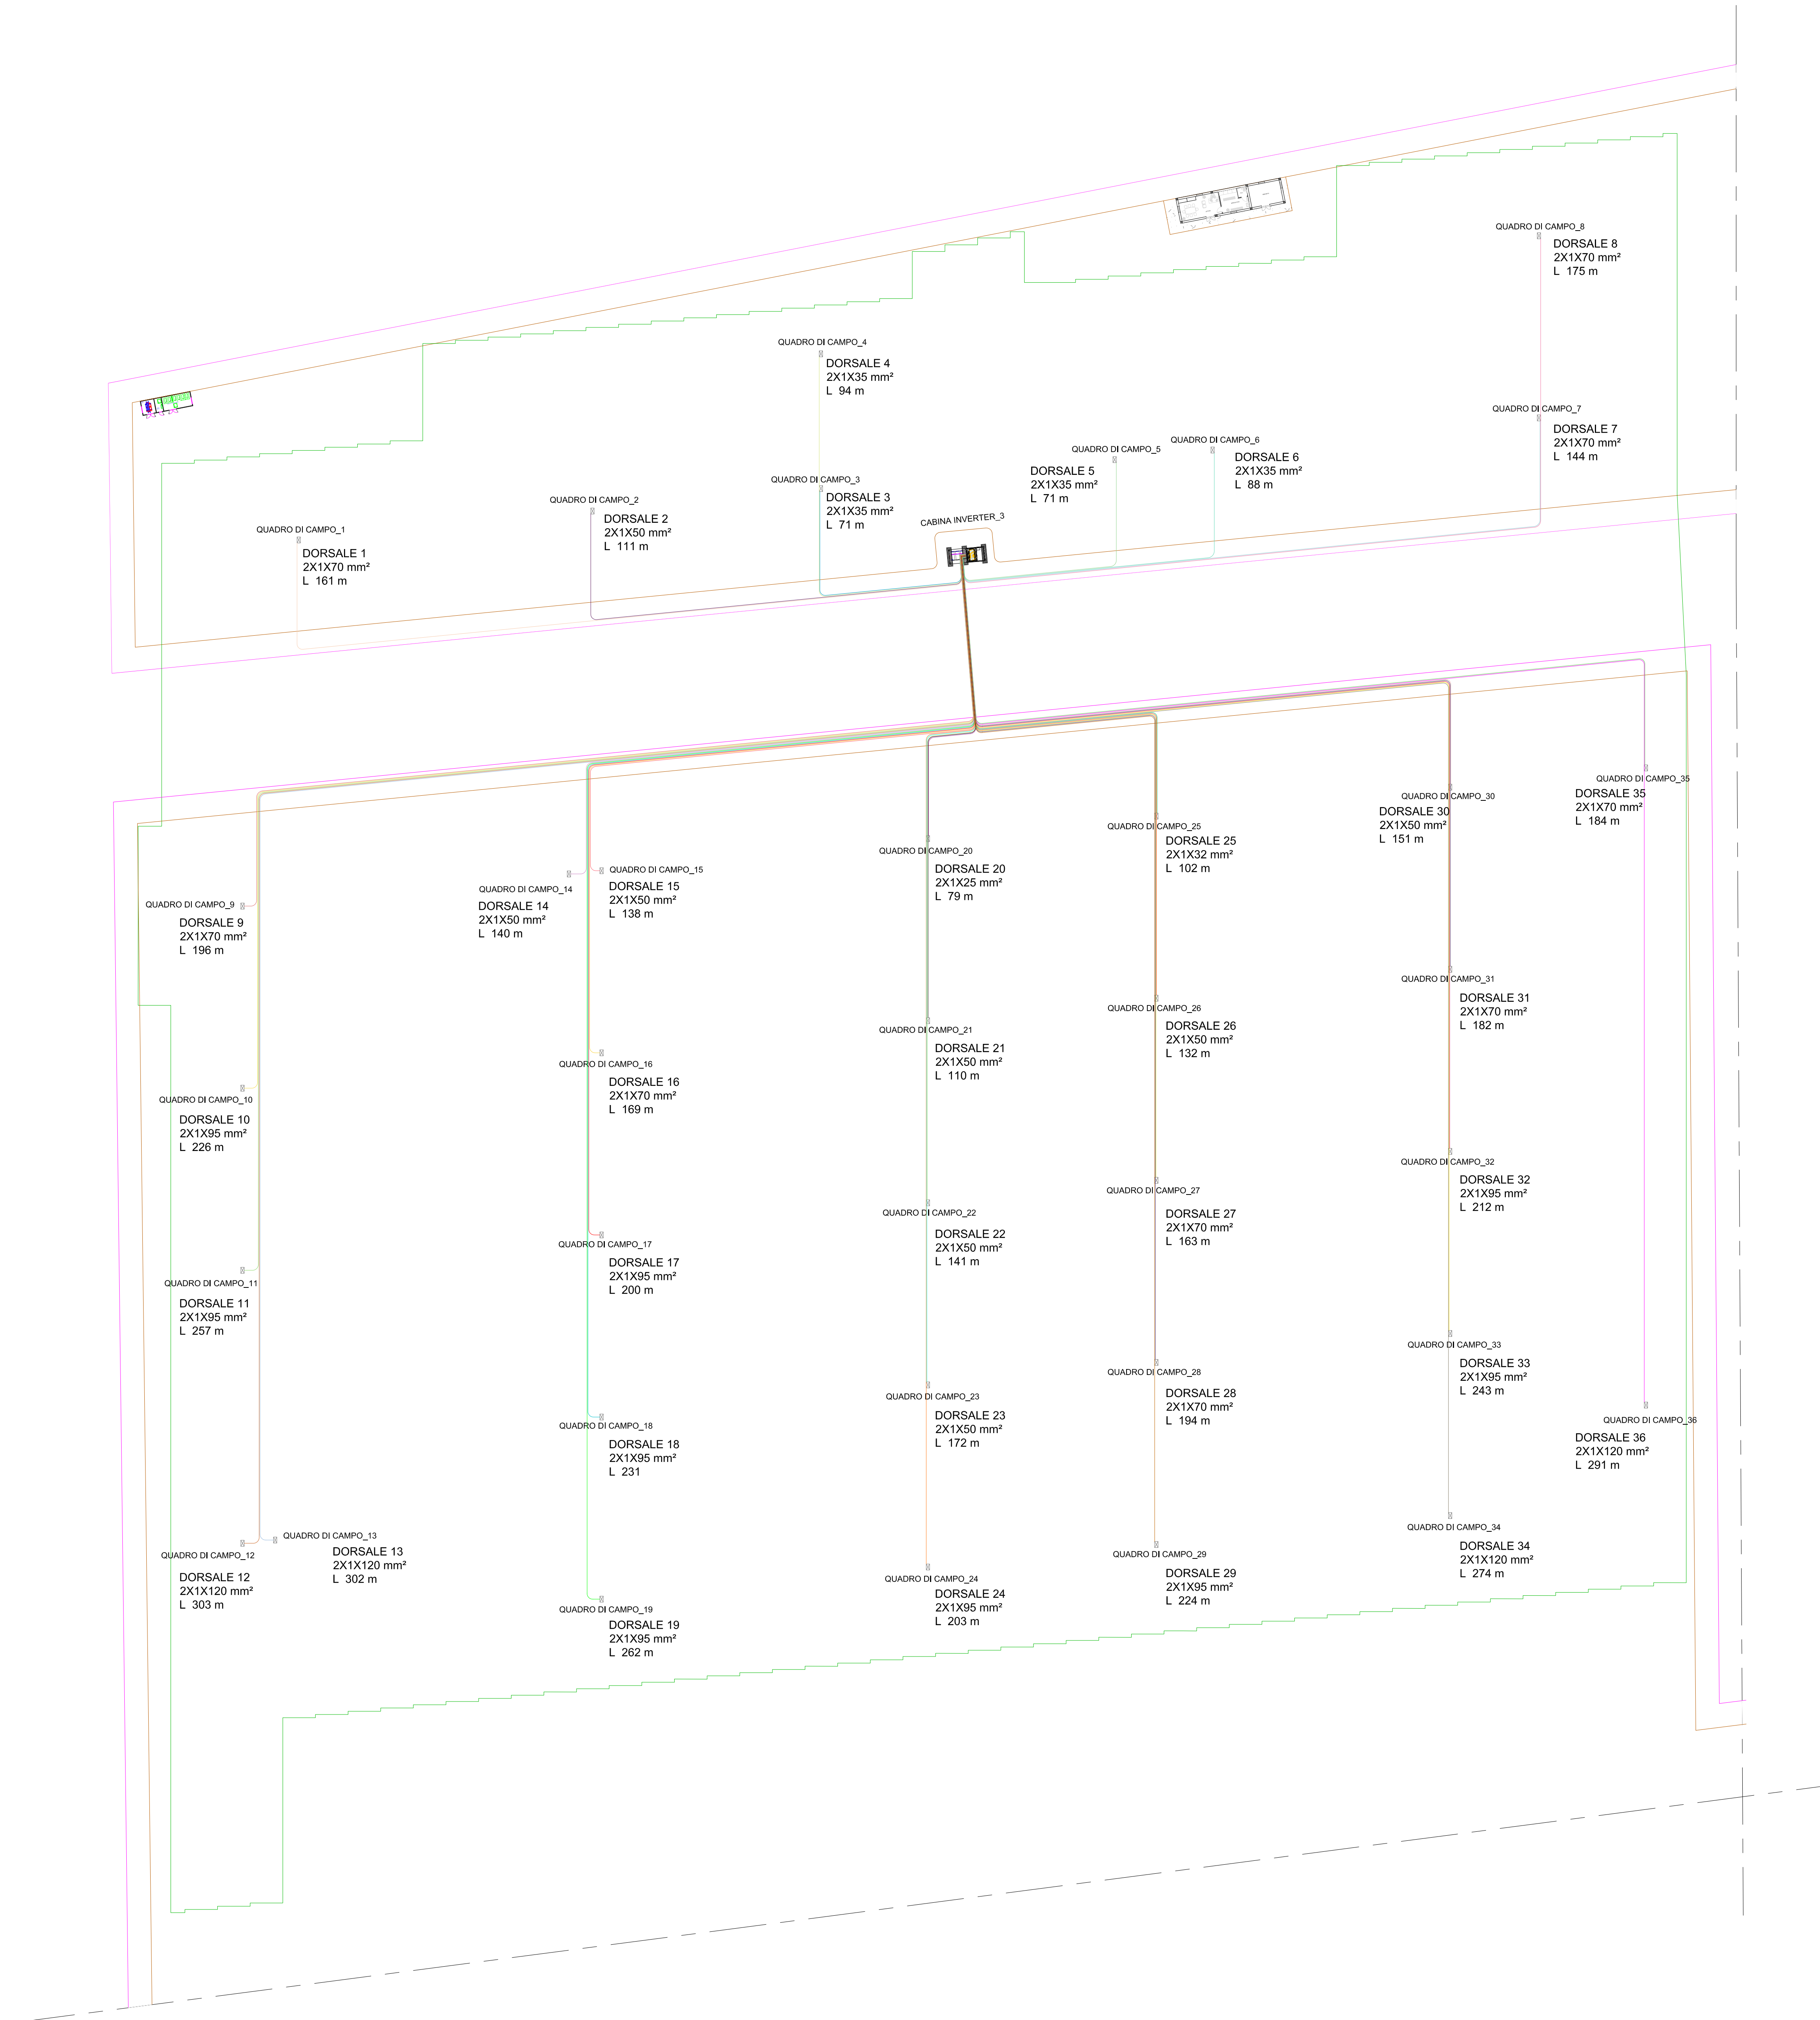 QUADRO DI CAMPO_8
DORSALE 8
2X1X70 mm²
L 175 m
QUADRO DI CAMPO_4
DORSALE 4
2X1X35 mm²
L 94 m
QUADRO DI CAMPO_7
DORSALE 7
2X1X70 mm²
L 144 m
QUADRO DI CAMPO_6
DORSALE 6
2X1X35 mm²
L 88 m
QUADRO DI CAMPO_5
DORSALE 5
2X1X35 mm²
L 71 m
QUADRO DI CAMPO_3
DORSALE 3
2X1X35 mm²
L 71 m
QUADRO DI CAMPO_2
DORSALE 2
2X1X50 mm²
L 111 m
CABINA INVERTER_3
QUADRO DI CAMPO_1
DORSALE 1
2X1X70 mm²
L 161 m
QUADRO DI CAMPO_35
DORSALE 35
2X1X70 mm²
L 184 m
QUADRO DI CAMPO_30
DORSALE 30
2X1X50 mm²
L 151 m
QUADRO DI CAMPO_25
DORSALE 25
2X1X32 mm²
L 102 m
QUADRO DI CAMPO_20
DORSALE 20
2X1X25 mm²
L 79 m
QUADRO DI CAMPO_15
DORSALE 15
2X1X50 mm²
L 138 m
QUADRO DI CAMPO_14
DORSALE 14
2X1X50 mm²
L 140 m
QUADRO DI CAMPO_9
DORSALE 9
2X1X70 mm²
L 196 m
QUADRO DI CAMPO_31
DORSALE 31
2X1X70 mm²
L 182 m
QUADRO DI CAMPO_26
DORSALE 26
2X1X50 mm²
L 132 m
QUADRO DI CAMPO_21
DORSALE 21
2X1X50 mm²
L 110 m
QUADRO DI CAMPO_16
DORSALE 16
2X1X70 mm²
L 169 m
QUADRO DI CAMPO_10
DORSALE 10
2X1X95 mm²
L 226 m
QUADRO DI CAMPO_32
DORSALE 32
2X1X95 mm²
L 212 m
QUADRO DI CAMPO_27
DORSALE 27
2X1X70 mm²
L 163 m
QUADRO DI CAMPO_22
DORSALE 22
2X1X50 mm²
L 141 m
QUADRO DI CAMPO_17
DORSALE 17
2X1X95 mm²
L 200 m
QUADRO DI CAMPO_11
DORSALE 11
2X1X95 mm²
L 257 m
QUADRO DI CAMPO_33
DORSALE 33
2X1X95 mm²
L 243 m
QUADRO DI CAMPO_28
DORSALE 28
2X1X70 mm²
L 194 m
QUADRO DI CAMPO_23
DORSALE 23
2X1X50 mm²
L 172 m
QUADRO DI CAMPO_36
DORSALE 36
2X1X120 mm²
L 291 m
QUADRO DI CAMPO_18
DORSALE 18
2X1X95 mm²
L 231
QUADRO DI CAMPO_34
DORSALE 34
2X1X120 mm²
L 274 m
QUADRO DI CAMPO_13
DORSALE 13
2X1X120 mm²
L 302 m
QUADRO DI CAMPO_12
DORSALE 12
2X1X120 mm²
L 303 m
QUADRO DI CAMPO_29
DORSALE 29
2X1X95 mm²
L 224 m
QUADRO DI CAMPO_24
DORSALE 24
2X1X95 mm²
L 203 m
QUADRO DI CAMPO_19
DORSALE 19
2X1X95 mm²
L 262 m